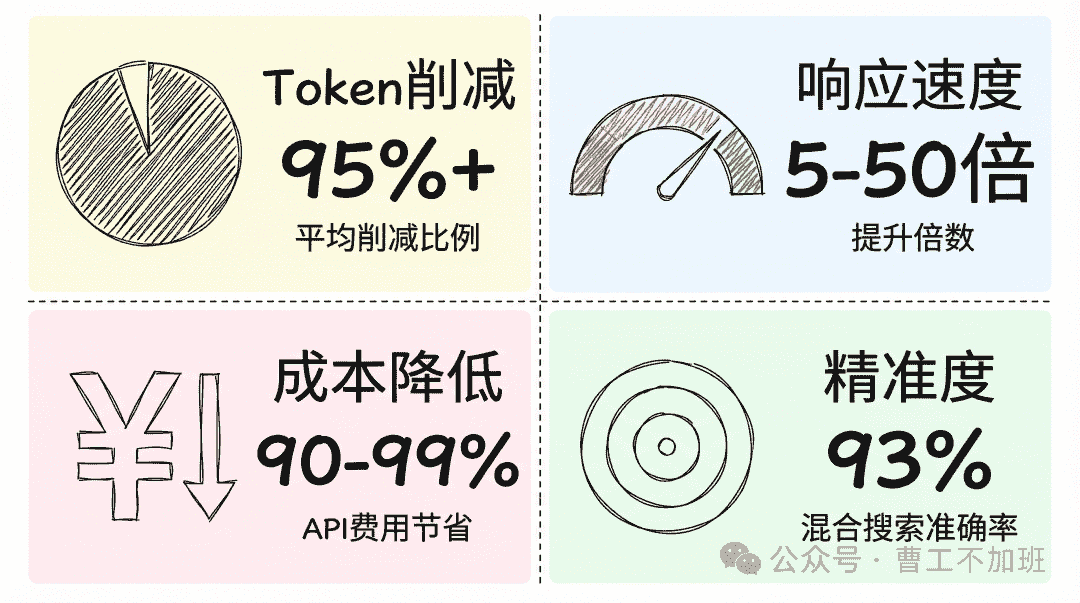 Token削减
95%+
平均削减比例
响应速度
5-50倍
提升倍数
成本降低
90-99%
API费用节省
精准度
93%
混合搜索准确率
公众号·曹工不加班